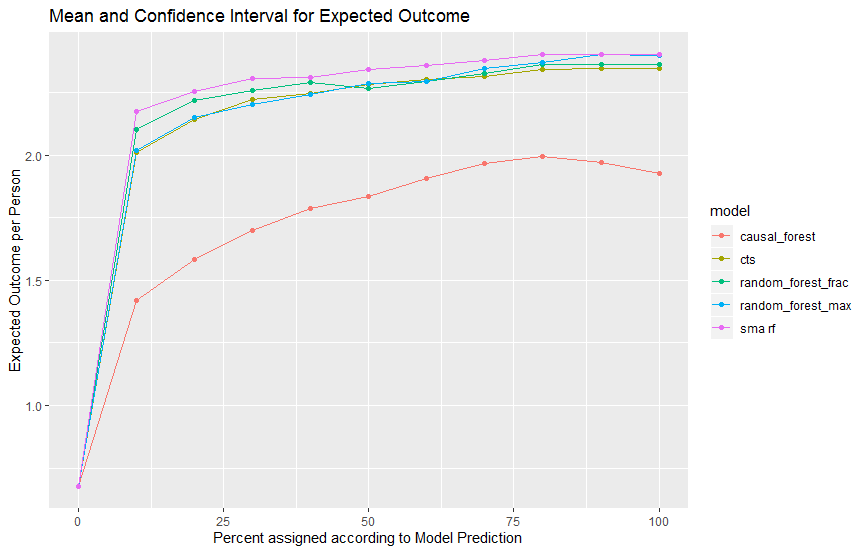 Mean and Confidence Interval for Expected Outcome
Expected Outcome per Person
2.0
1.5
1.0
0 25 50 75 100
Percent assigned according to Model Prediction
model
causal_forest
cts
random_forest_frac
random_forest_max
sma rf